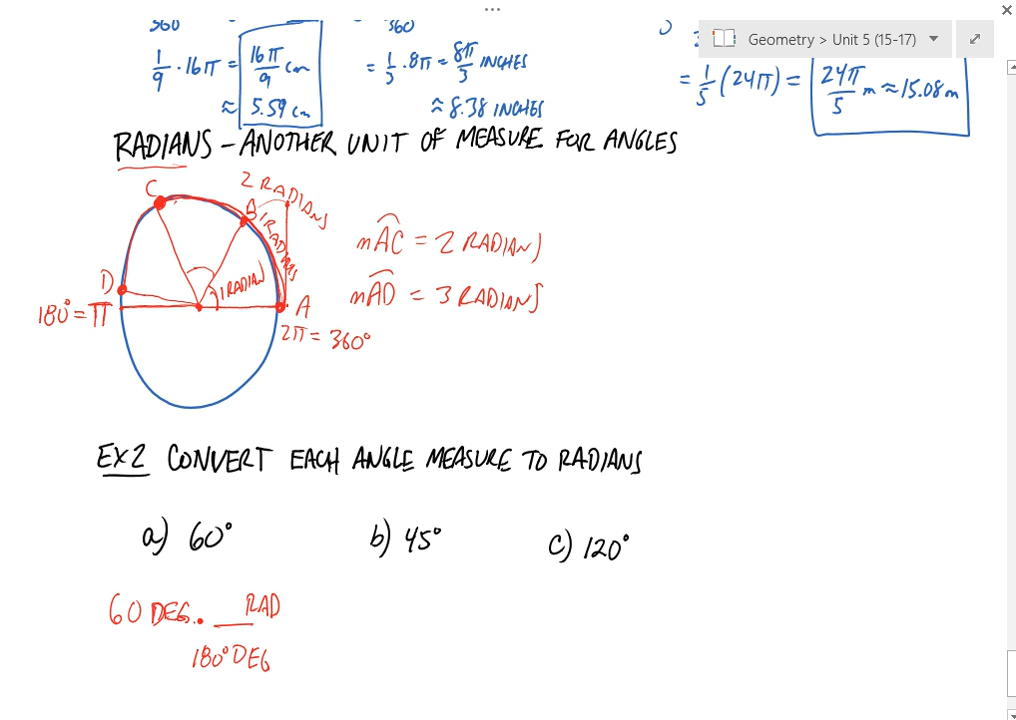 Geometry > Unit 5 (15-17)
360
360
1/9 · 16π = 16π/9 cm
≈ 5.59 cm
= 1/3 · 8π = 8π/3 INCHES
≈ 8.38 INCHES
= 1/5 (24π) = 24π/5 m ≈ 15.08 m
RADIANS – ANOTHER UNIT OF MEASURE FOR ANGLES
2 RADIANS
C
B
1 RADIANS
1 RADIAN
D
A
180° = π
2π = 360°
mAC = 2 RADIANS
mAD = 3 RADIANS
EX2 CONVERT EACH ANGLE MEASURE TO RADIANS
a) 60° b) 45° c) 120°
60 DEG. · RAD
180° DEG